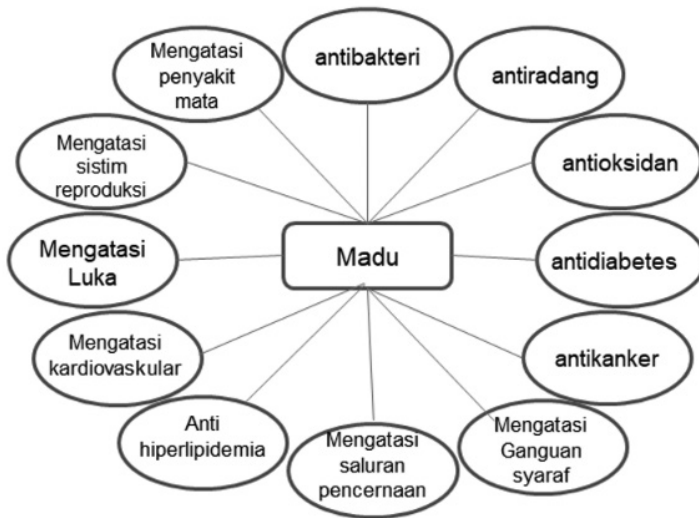 antibakteri
antiradang
antioksidan
antidiabetes
antikanker
Mengatasi
Ganguan
syaraf
Mengatasi
saluran
pencernaan
Anti
hiperlipidemia
Mengatasi
kardiovaskular
Mengatasi
Luka
Mengatasi
sistim
reproduksi
Mengatasi
penyakit
mata
Madu